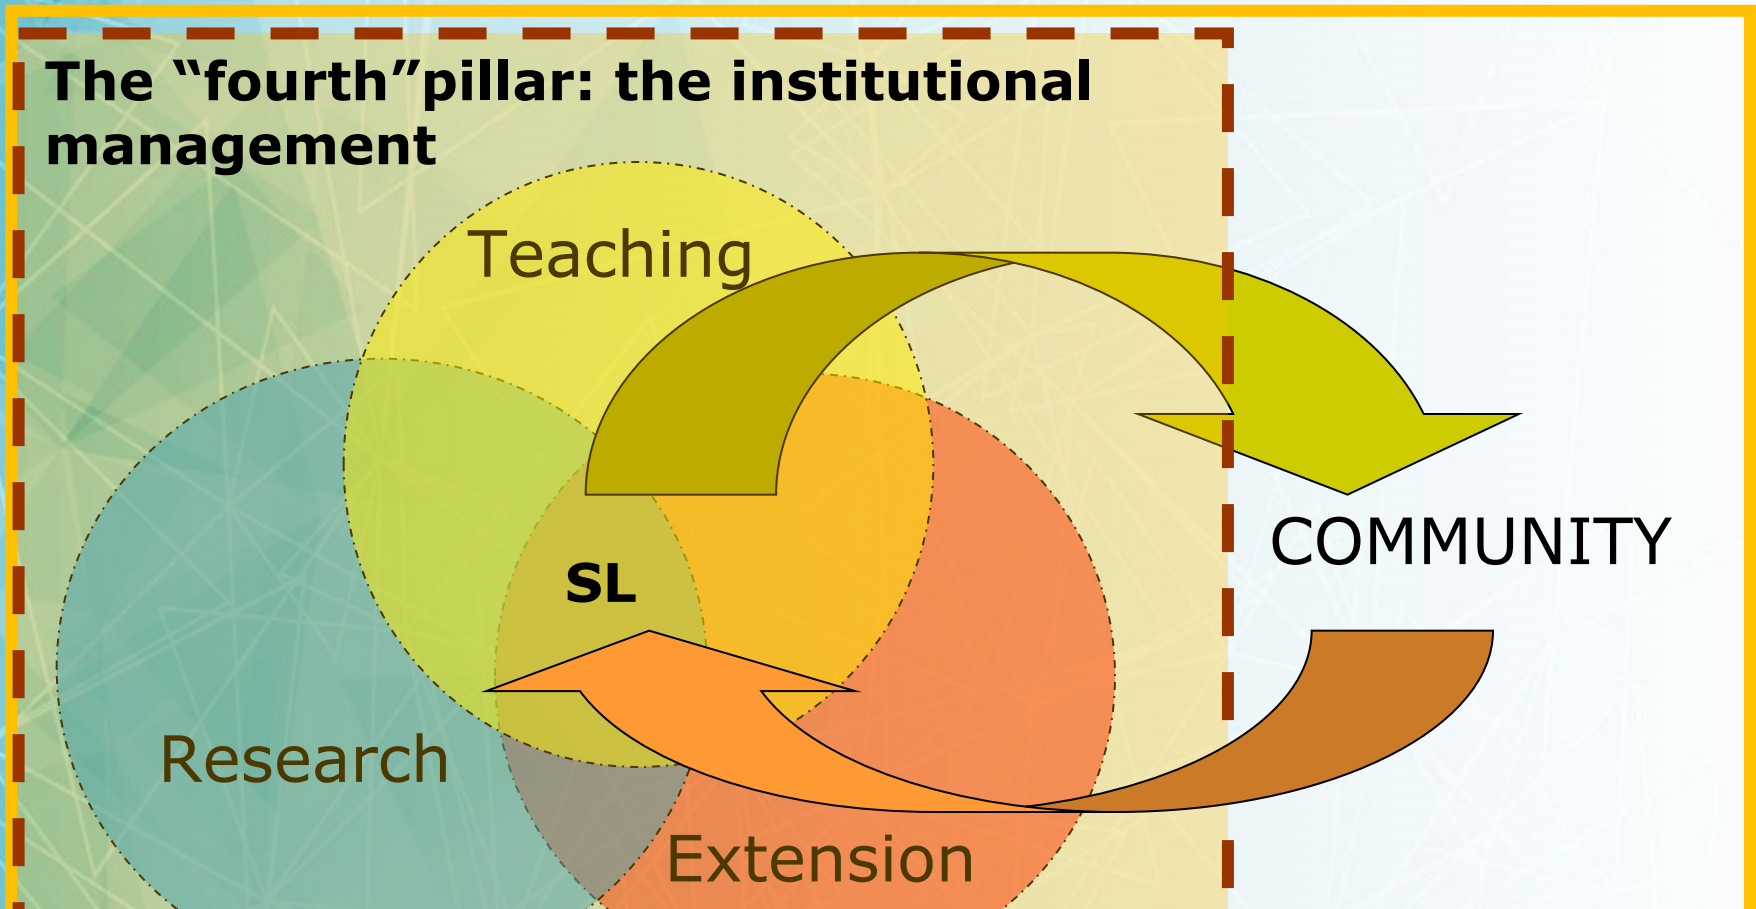 The “fourth”pillar: the institutional
management
Teaching
COMMUNITY
SL
Research
Extension